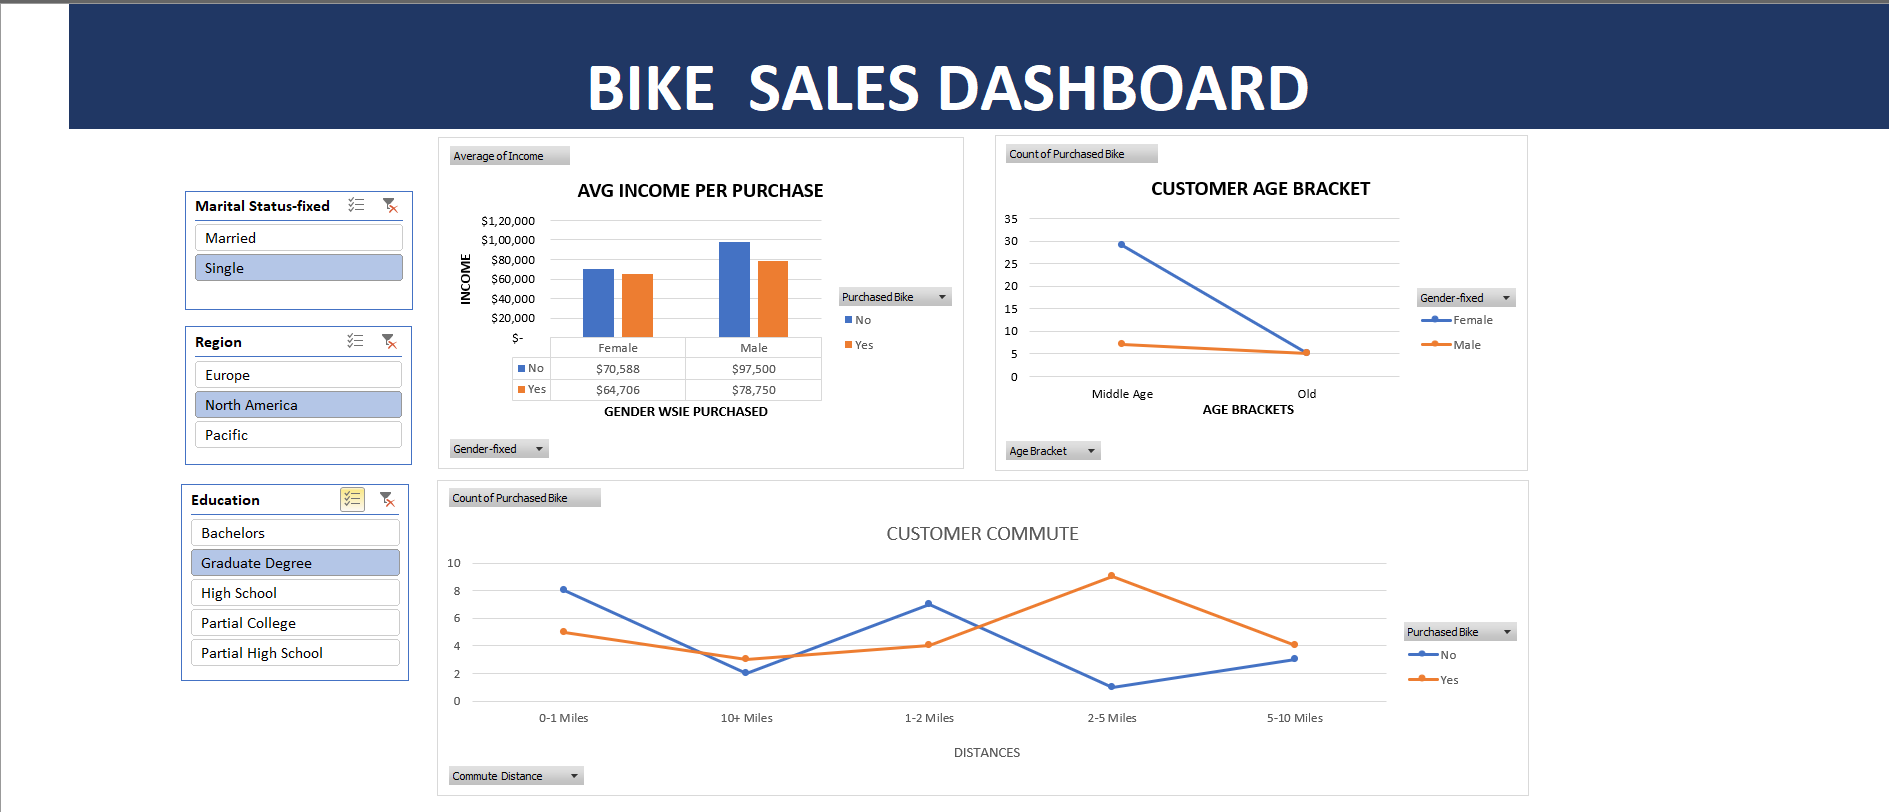 BIKE  SALES DASHBOARD
Marital Status-fixed
Married
Single
Region
Europe
North America
Pacific
Education
Bachelors
Graduate Degree
High School
Partial College
Partial High School
Average of Income
AVG INCOME PER PURCHASE
INCOME
$1,20,000
$1,00,000
$80,000
$60,000
$40,000
$20,000
$-
Female Male
No $70,588 $97,500
Yes $64,706 $78,750
GENDER WSIE PURCHASED
Purchased Bike
No
Yes
Gender-fixed
Count of Purchased Bike
CUSTOMER AGE BRACKET
35
30
25
20
15
10
5
0
Middle Age Old
AGE BRACKETS
Gender-fixed
Female
Male
Age Bracket
Count of Purchased Bike
CUSTOMER COMMUTE
10
8
6
4
2
0
0-1 Miles 10+ Miles 1-2 Miles 2-5 Miles 5-10 Miles
DISTANCES
Purchased Bike
No
Yes
Commute Distance